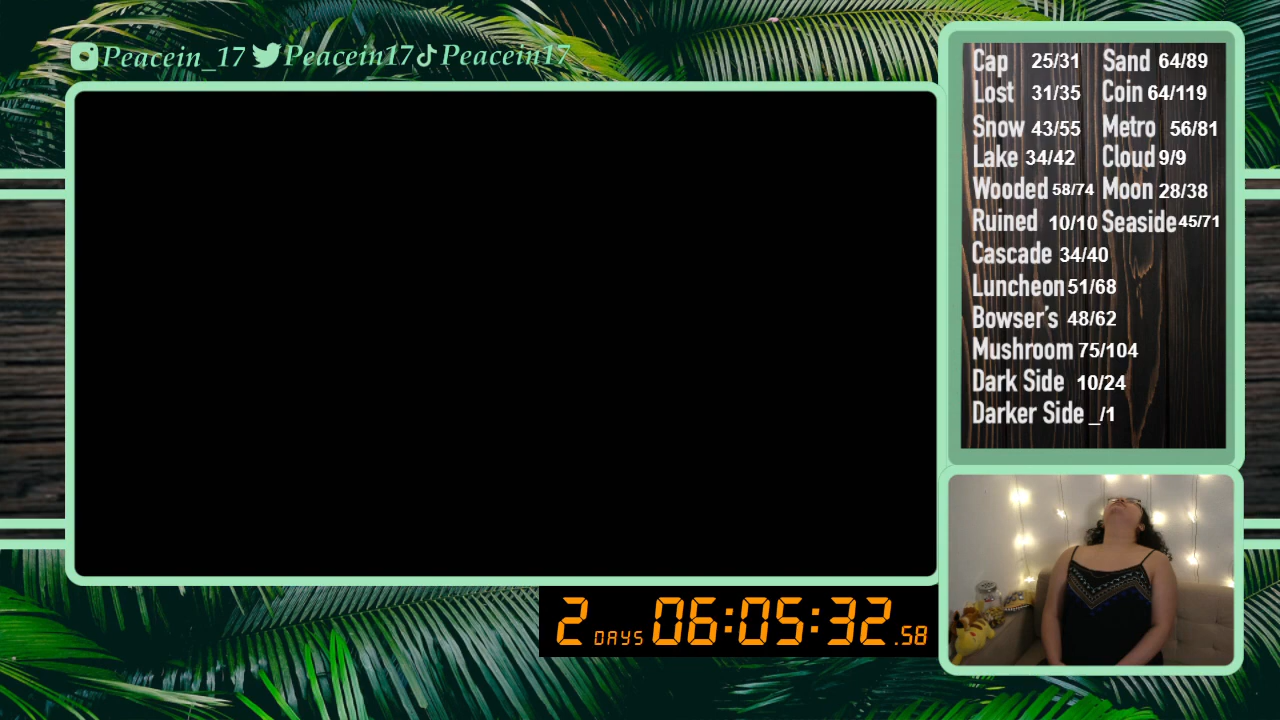 Peacein_17 Peacein17 Peacein17
Cap 25/31 Sand 64/89
Lost 31/35 Coin 64/119
Snow 43/55 Metro 56/81
Lake 34/42 Cloud 9/9
Wooded 58/74 Moon 28/38
Ruined 10/10 Seaside 45/71
Cascade 34/40
Luncheon 51/68
Bowser's 48/62
Mushroom 75/104
Dark Side 10/24
Darker Side _/1
2 DAYS 06:05:32.58